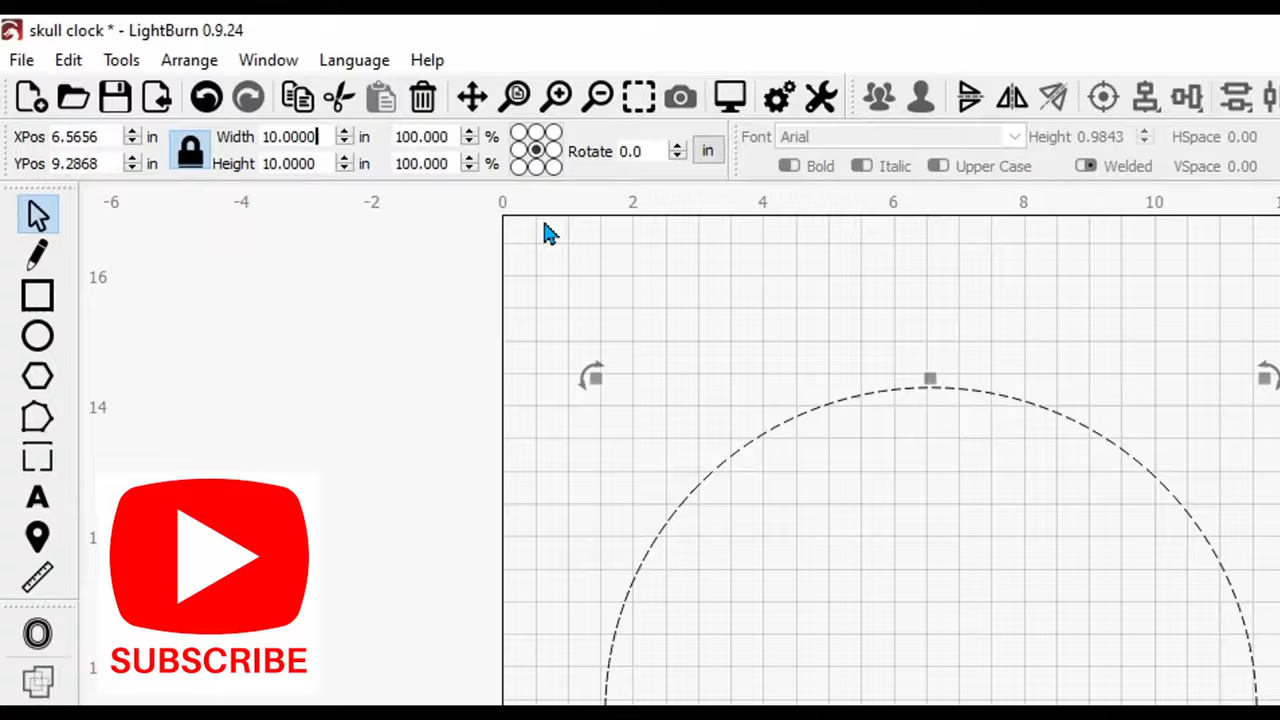 skull clock * - LightBurn 0.9.24
File Edit Tools Arrange Window Language Help
XPos 6.5656 in Width 10.0000 in 100.000 % Rotate 0.0 in Font Arial Height 0.9843 HSpace 0.00
YPos 9.2868 in Height 10.0000 in 100.000 % Bold Italic Upper Case Welded VSpace 0.00
-6 -4 -2 0 2 4 6 8 10
16
14
SUBSCRIBE